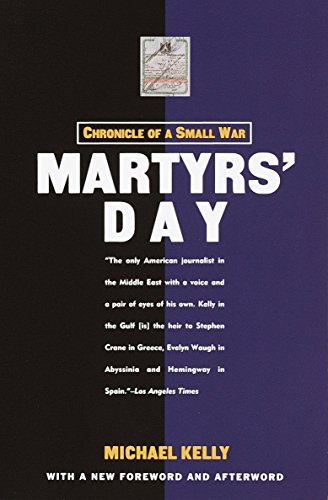 CHRONICLE OF A SMALL WAR
MARTYRS'
DAY
"The only American journalist in
the Middle East with a voice and
a pair of eyes of his own. Kelly in
the Gulf [is] the heir to Stephen
Crane in Greece, Evelyn Waugh in
Abyssinia and Hemingway in
Spain."–Los Angeles Times
MICHAEL KELLY
WITH A NEW FOREWORD AND AFTERWORD